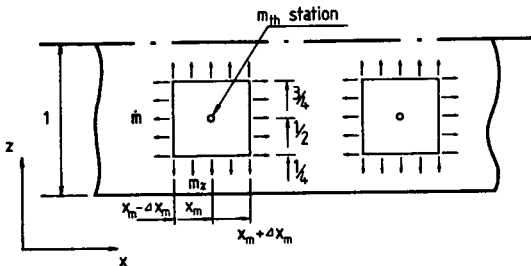 m_th station
3/4
1
ṁ
1/2
z
1/4
m_z
x_m-Δx_m
x_m
x_m+Δx_m
x